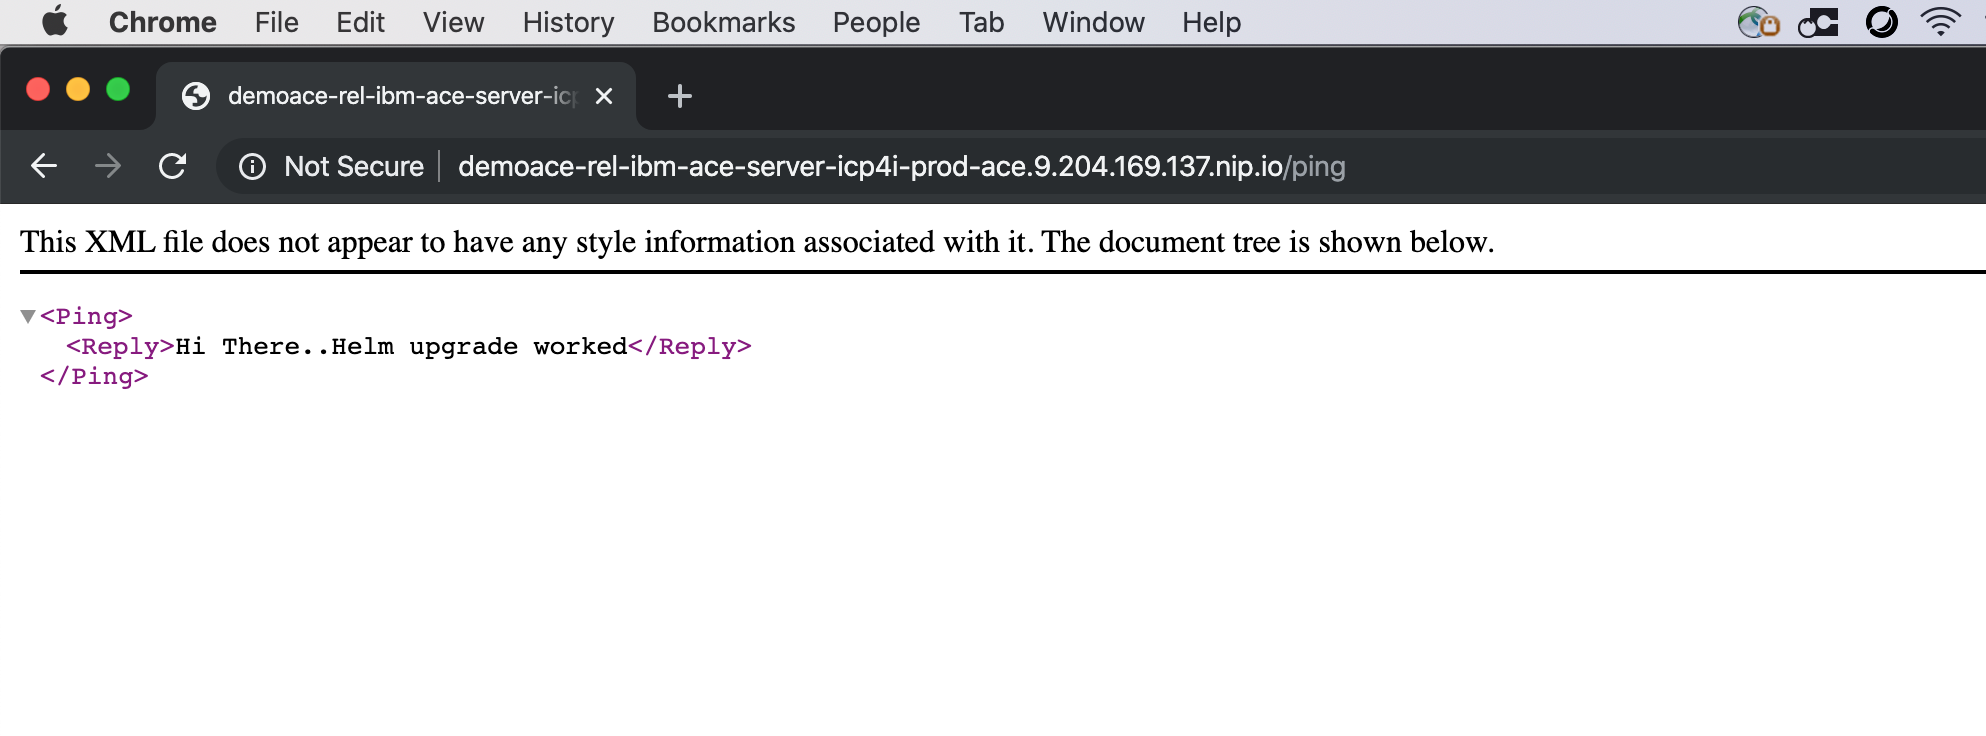 Chrome File Edit View History Bookmarks People Tab Window Help
demoace-rel-ibm-ace-server-icp
Not Secure demoace-rel-ibm-ace-server-icp4i-prod-ace.9.204.169.137.nip.io/ping
This XML file does not appear to have any style information associated with it. The document tree is shown below.
<Ping>
<Reply>Hi There..Helm upgrade worked</Reply>
</Ping>